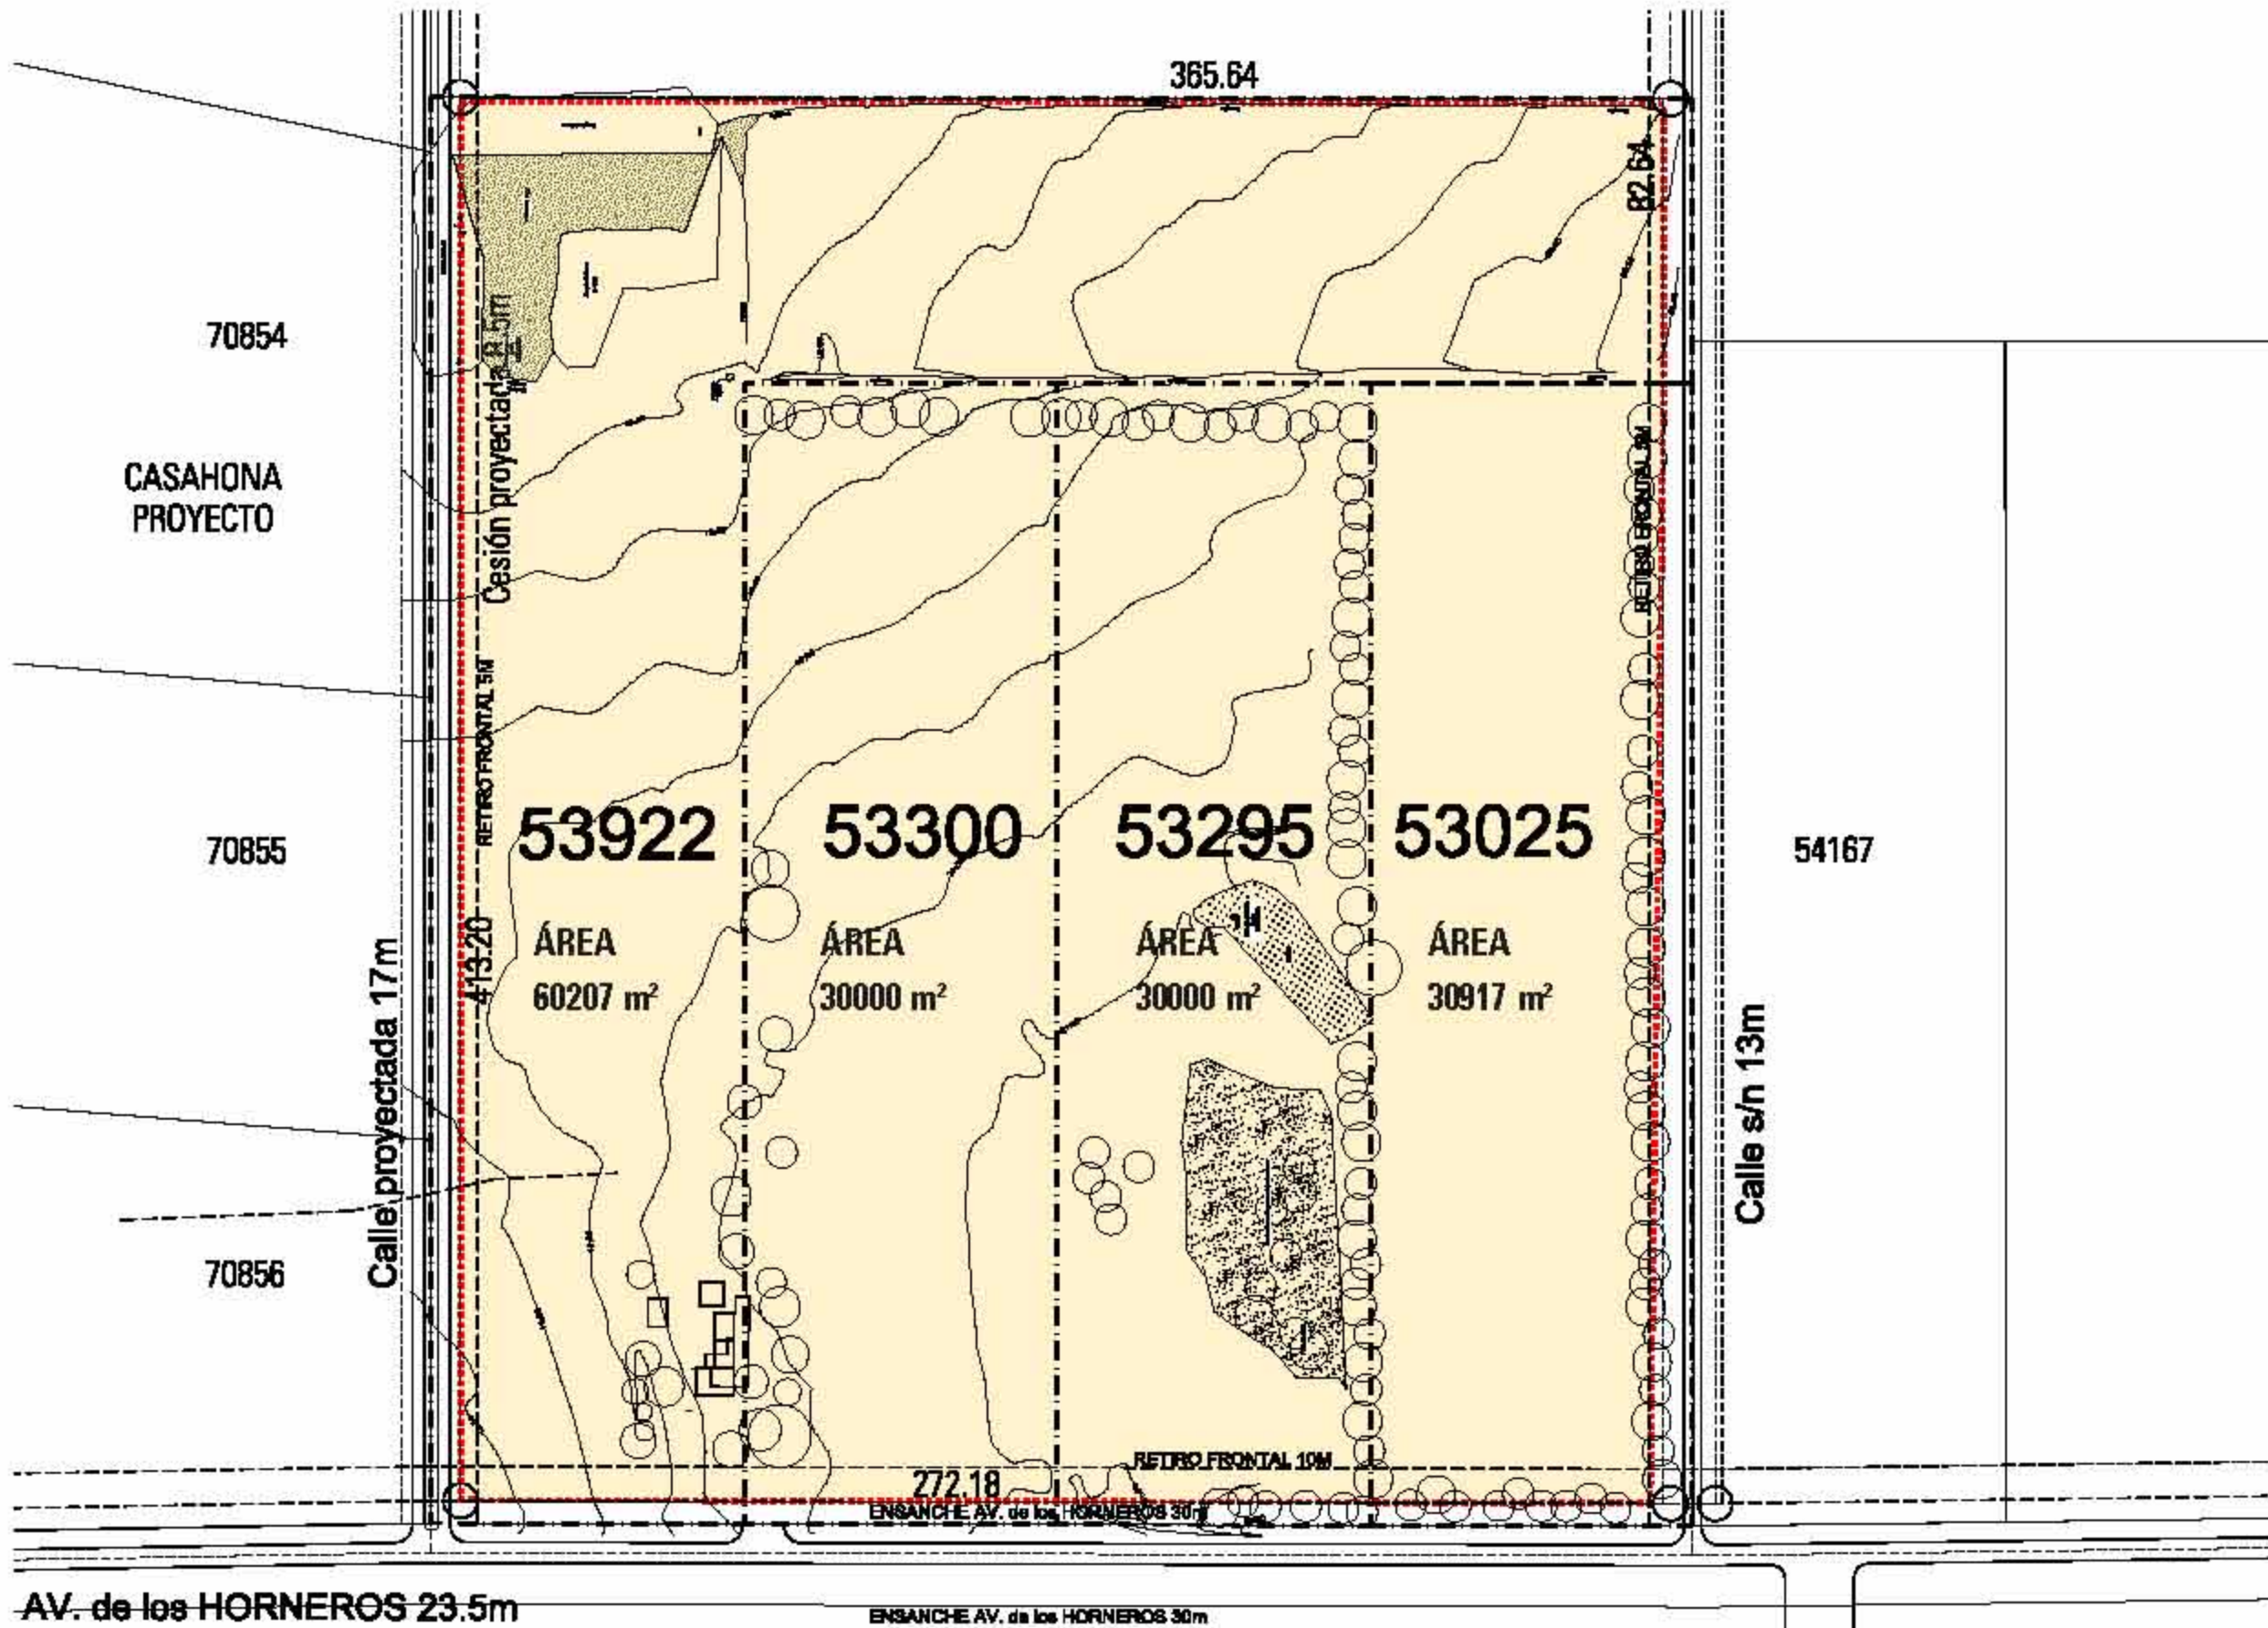 365.64
82.64
70854
Cesión proyectada 8.5m
CASAHONA
PROYECTO
RETIRO FRONTAL 5M
RETIRO FRONTAL 5M
53922
53300
53295
53025
70855
54167
413.20
ÁREA
60207 m²
ÁREA
30000 m²
ÁREA
30000 m²
ÁREA
30917 m²
Calle proyectada 17m
Calle s/n 13m
70856
RETIRO FRONTAL 10M
272.18
ENSANCHE AV. de los HORNEROS 30m
AV. de los HORNEROS 23.5m
ENSANCHE AV. de los HORNEROS 30m